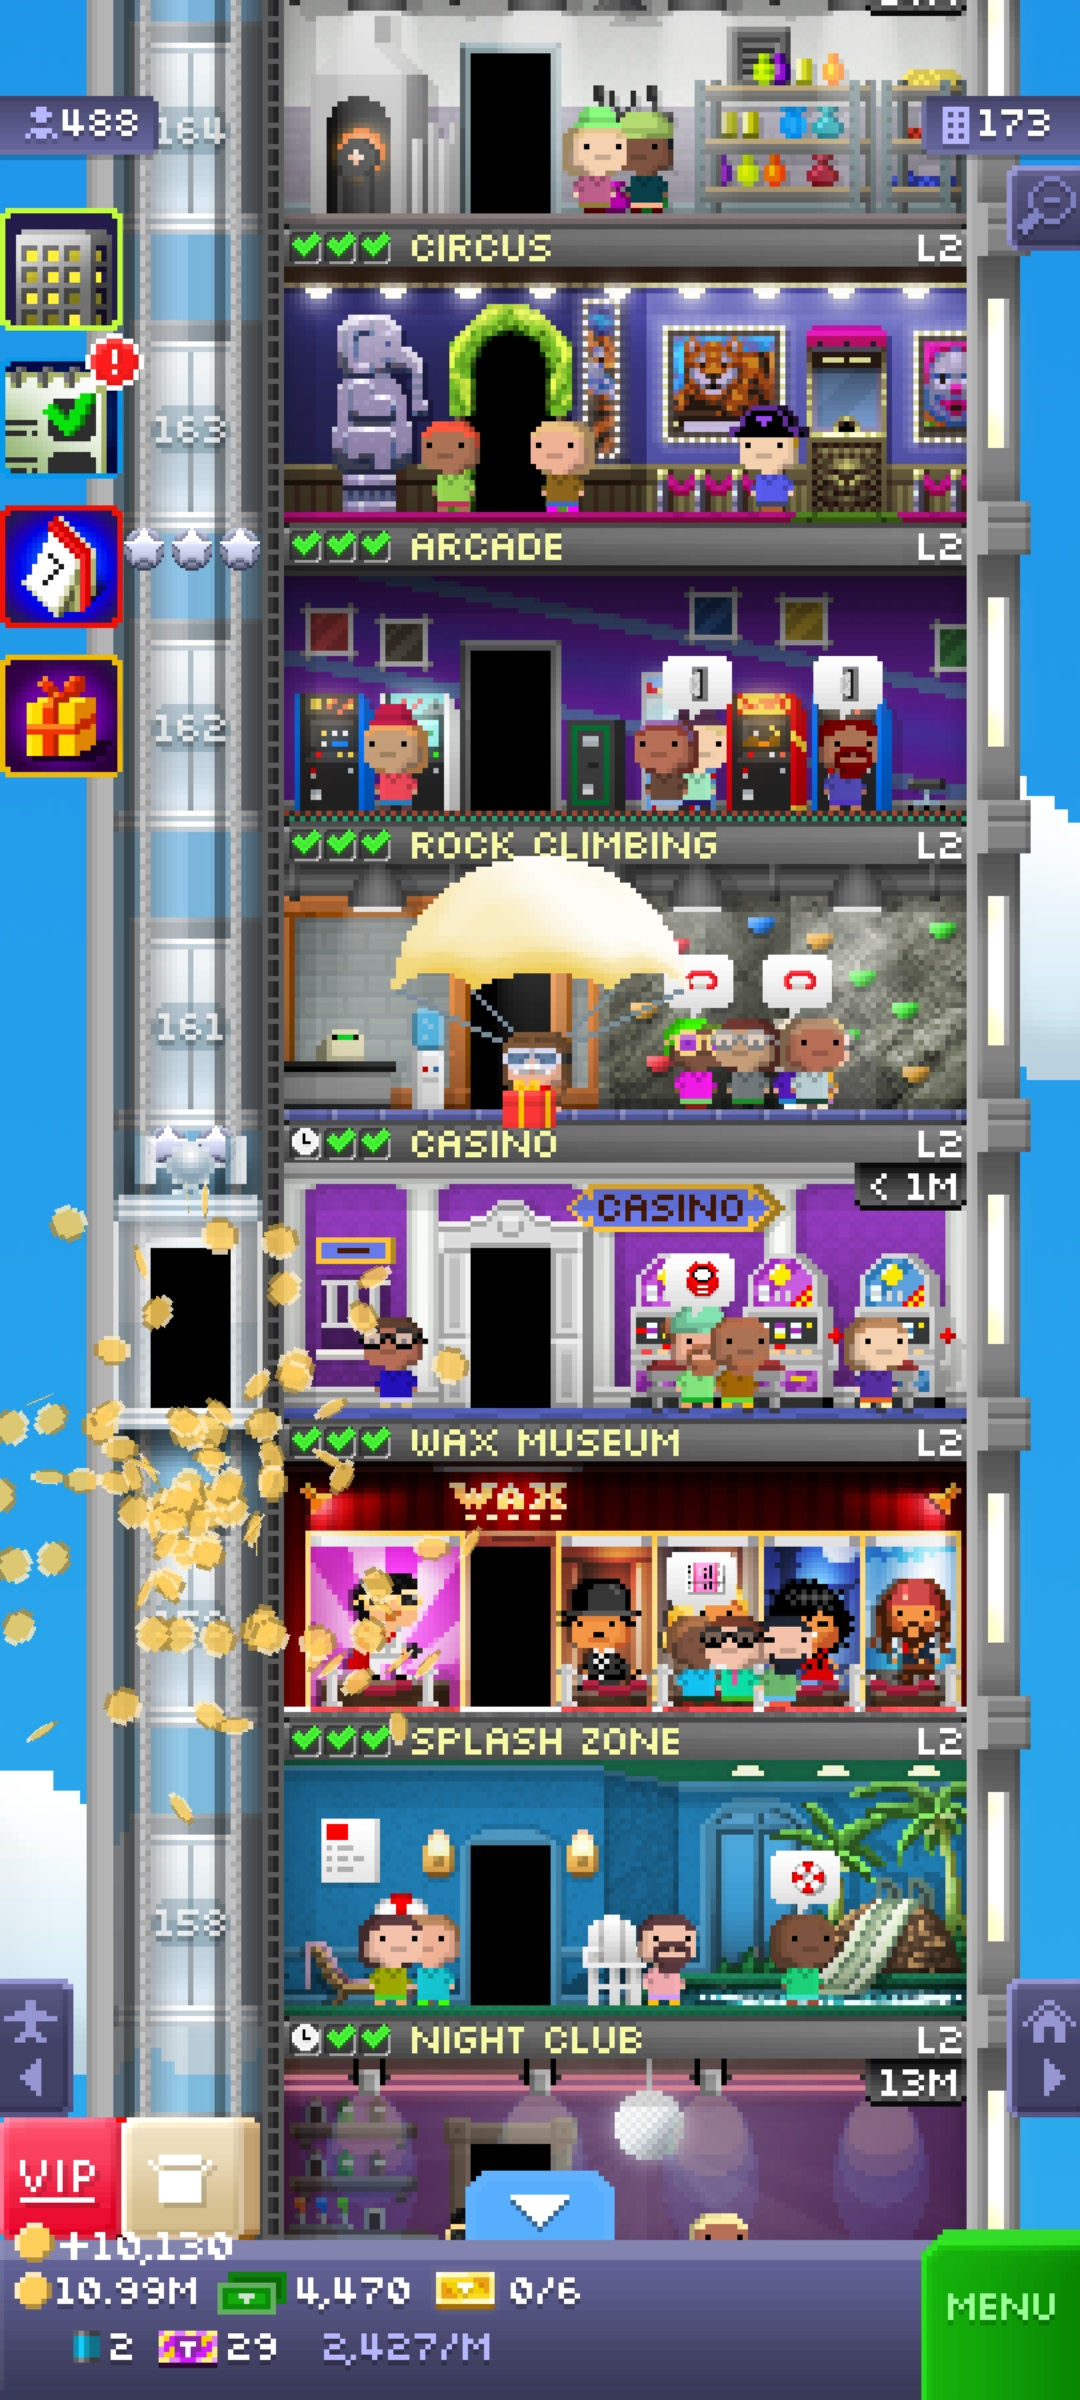 488
164
173
CIRCUS
L2
163
ARCADE
L2
162
ROCK CLIMBING
L2
161
CASINO
L2
< 1M
CASINO
WAX MUSEUM
L2
WAX
SPLASH ZONE
L2
158
NIGHT CLUB
L2
13M
VIP
+10,130
10.99M
4,470
0/6
MENU
2
29
2,427/M